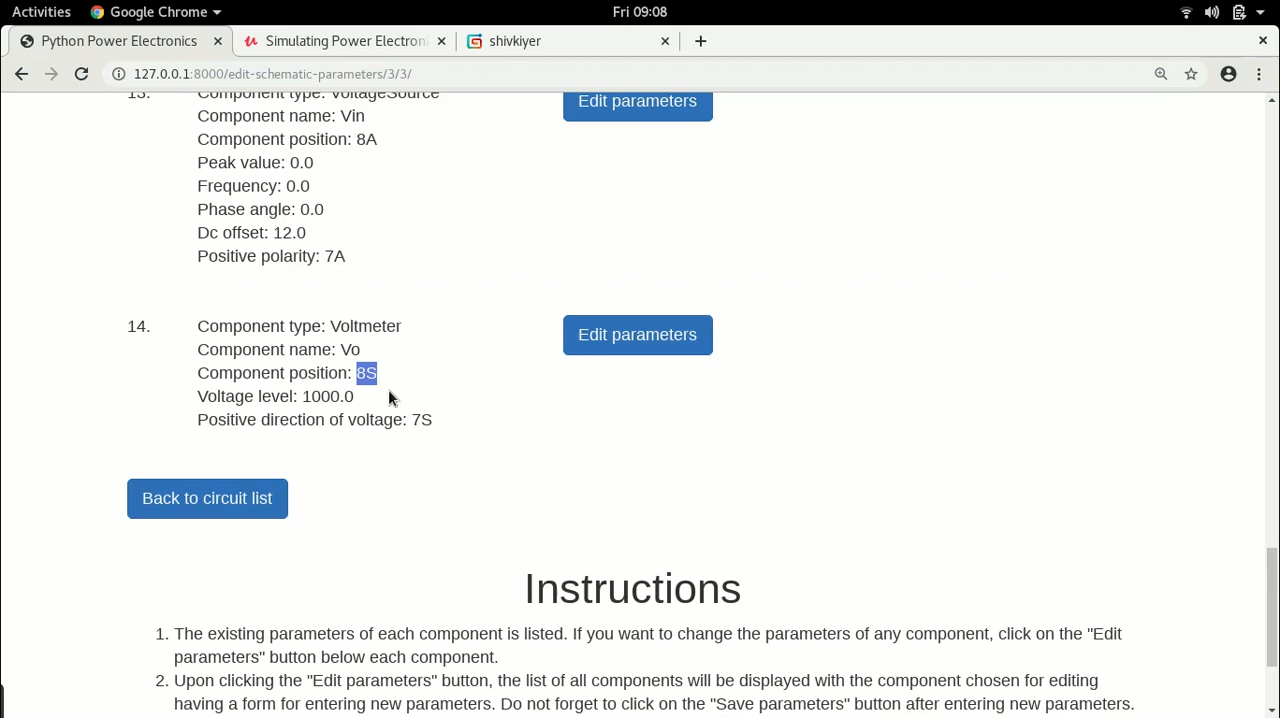 Activities
Google Chrome
Fri 09:08
Python Power Electronics
Simulating Power Electroni
shivkiyer
127.0.0.1:8000/edit-schematic-parameters/3/3/
13.
Component type: VoltageSource
Edit parameters
Component name: Vin
Component position: 8A
Peak value: 0.0
Frequency: 0.0
Phase angle: 0.0
Dc offset: 12.0
Positive polarity: 7A
14.
Component type: Voltmeter
Edit parameters
Component name: Vo
Component position: 8S
Voltage level: 1000.0
Positive direction of voltage: 7S
Back to circuit list
Instructions
1. The existing parameters of each component is listed. If you want to change the parameters of any component, click on the "Edit
parameters" button below each component.
2. Upon clicking the "Edit parameters" button, the list of all components will be displayed with the component chosen for editing
having a form for entering new parameters. Do not forget to click on the "Save parameters" button after entering new parameters.